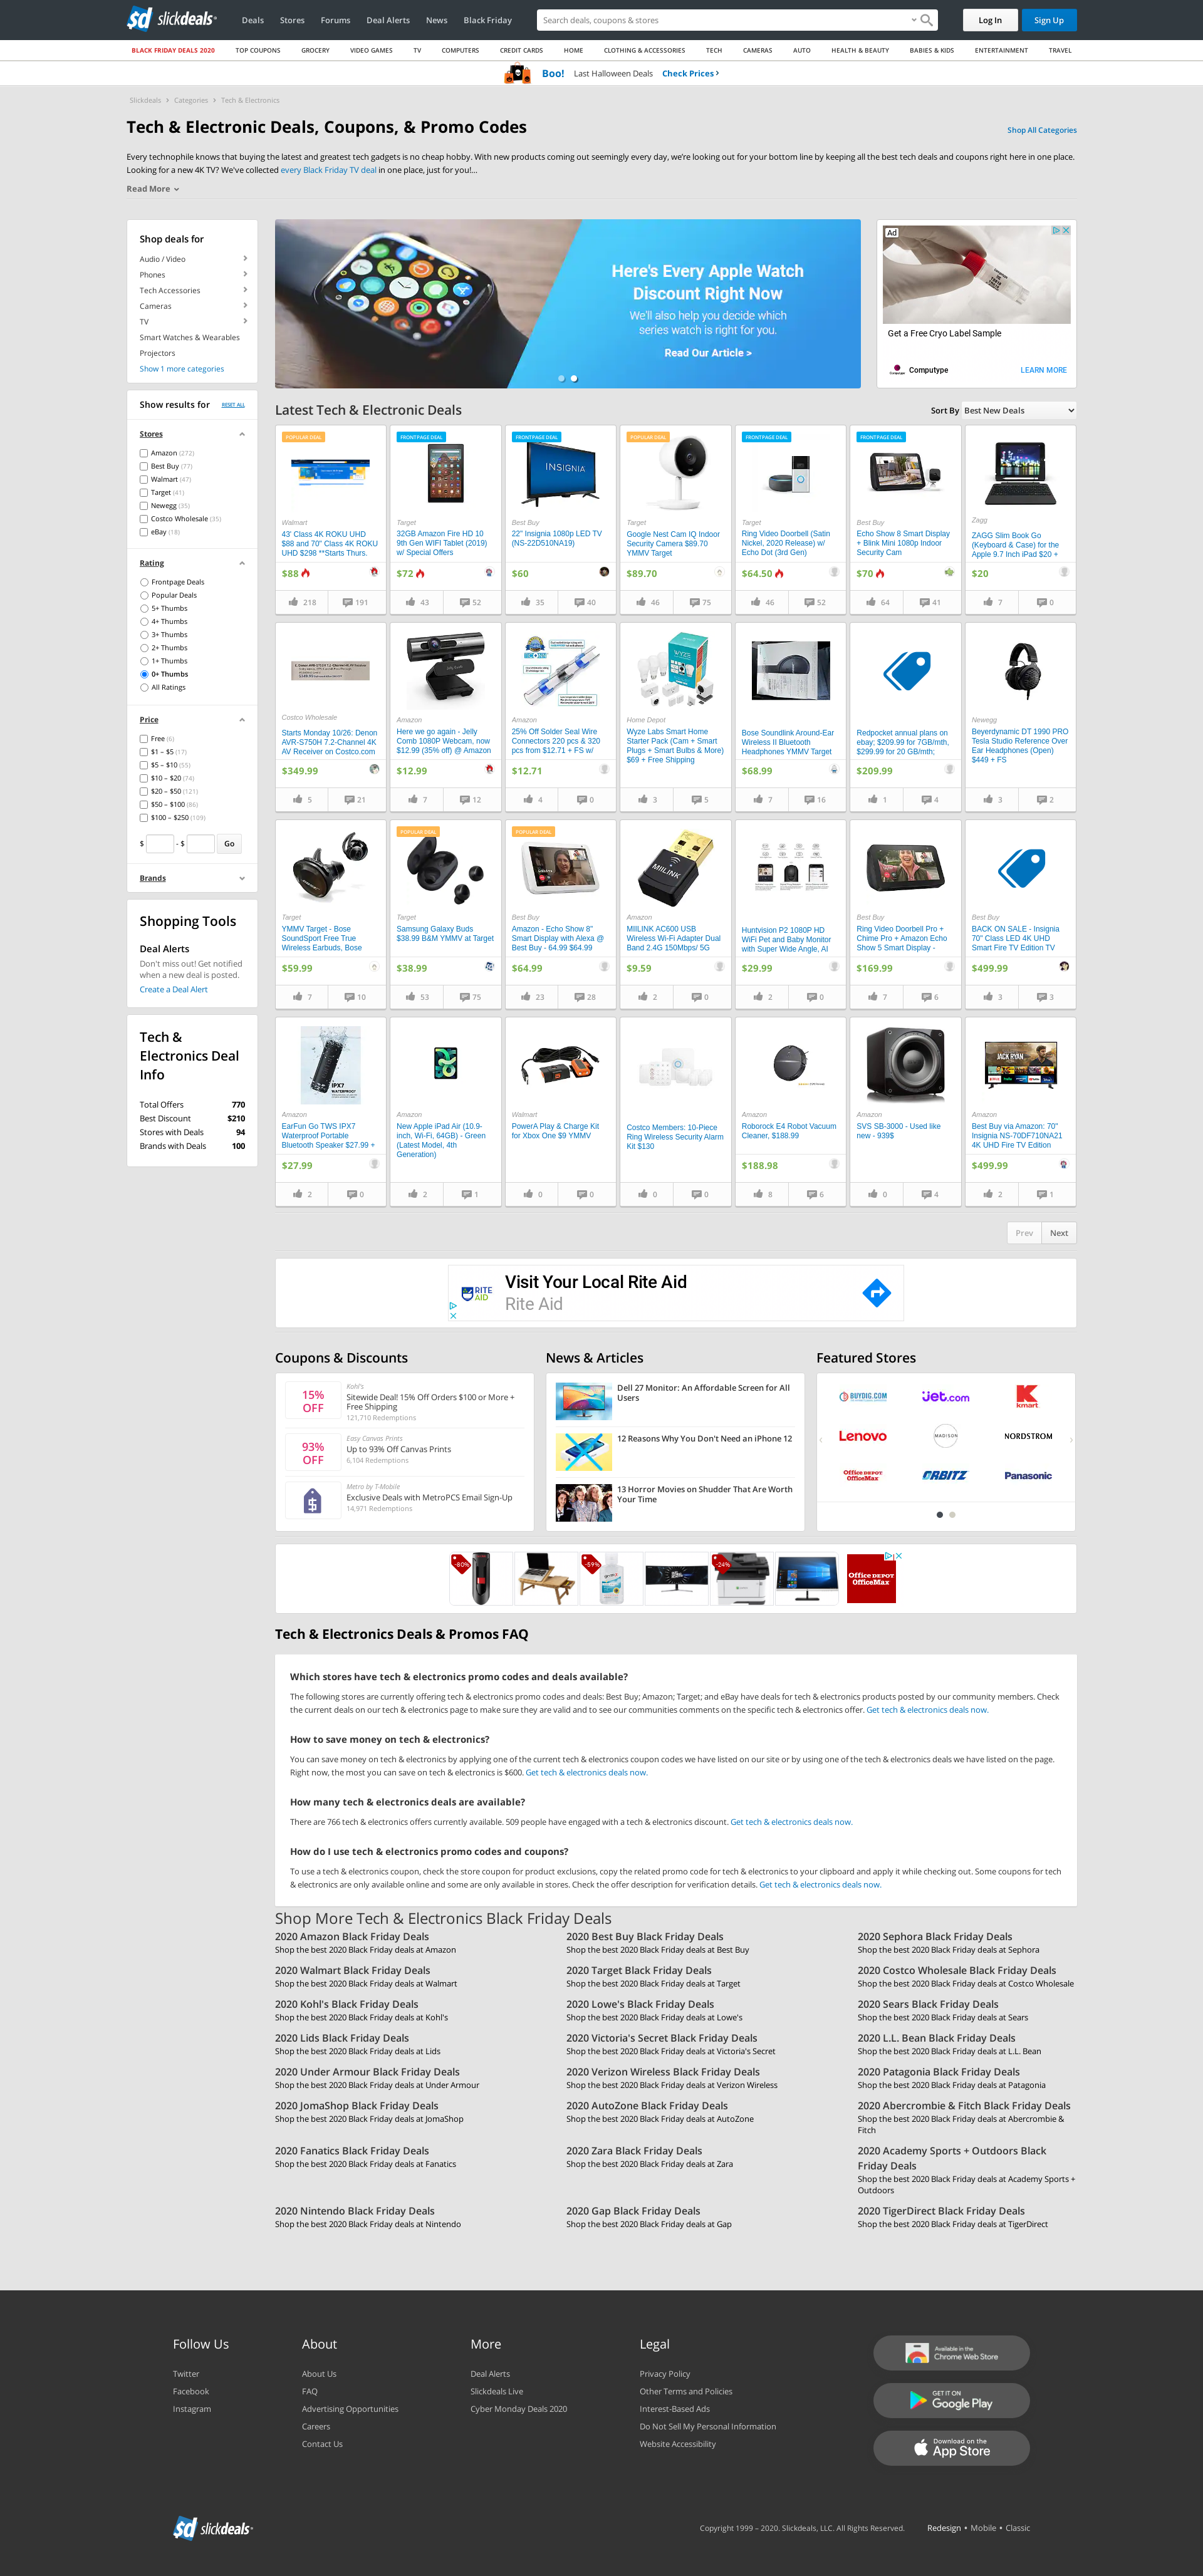 slickdeals
Deals
Stores
Forums
Deal Alerts
News
Black Friday
Search deals, coupons & stores
Log In
Sign Up
BLACK FRIDAY DEALS 2020
TOP COUPONS
GROCERY
VIDEO GAMES
TV
COMPUTERS
CREDIT CARDS
HOME
CLOTHING & ACCESSORIES
TECH
CAMERAS
AUTO
HEALTH & BEAUTY
BABIES & KIDS
ENTERTAINMENT
TRAVEL
Boo! Last Halloween Deals Check Prices
Slickdeals > Categories > Tech & Electronics
Tech & Electronic Deals, Coupons, & Promo Codes
Shop All Categories
Every technophile knows that buying the latest and greatest tech gadgets is no cheap hobby. With new products coming out seemingly every day, we're looking out for your bottom line by keeping all the best tech deals and coupons right here in one place.
Looking for a new 4K TV? We've collected every Black Friday TV deal in one place, just for you!...
Read More
Shop deals for
Audio / Video
Phones
Tech Accessories
Cameras
TV
Smart Watches & Wearables
Projectors
Show 1 more categories
Here's Every Apple Watch
Discount Right Now
We'll also help you decide which
series watch is right for you.
Read Our Article >
Ad
Get a Free Cryo Label Sample
Computype
LEARN MORE
Show results for
RESET ALL
Stores
Amazon (272)
Best Buy (77)
Walmart (47)
Target (41)
Newegg (35)
Costco Wholesale (35)
eBay (18)
Rating
Frontpage Deals
Popular Deals
5+ Thumbs
4+ Thumbs
3+ Thumbs
2+ Thumbs
1+ Thumbs
0+ Thumbs
All Ratings
Price
Free (6)
$1 – $5 (17)
$5 – $10 (55)
$10 – $20 (74)
$20 – $50 (121)
$50 – $100 (86)
$100 – $250 (109)
$ - $ Go
Brands
Shopping Tools
Deal Alerts
Don't miss out! Get notified
when a new deal is posted.
Create a Deal Alert
Tech &
Electronics Deal
Info
Total Offers 770
Best Discount $210
Stores with Deals 94
Brands with Deals 100
Latest Tech & Electronic Deals
Sort By Best New Deals
POPULAR DEAL
Walmart
43' Class 4K ROKU UHD
$88 and 70" Class 4K ROKU
UHD $298 **Starts Thurs.
$88
218 191
FRONTPAGE DEAL
Target
32GB Amazon Fire HD 10
9th Gen WIFI Tablet (2019)
w/ Special Offers
$72
43 52
FRONTPAGE DEAL
INSIGNIA
Best Buy
22" Insignia 1080p LED TV
(NS-22D510NA19)
$60
35 40
POPULAR DEAL
Target
Google Nest Cam IQ Indoor
Security Camera $89.70
YMMV Target
$89.70
46 75
FRONTPAGE DEAL
Target
Ring Video Doorbell (Satin
Nickel, 2020 Release) w/
Echo Dot (3rd Gen)
$64.50
46 52
FRONTPAGE DEAL
Best Buy
Echo Show 8 Smart Display
+ Blink Mini 1080p Indoor
Security Cam
$70
64 41
Zagg
ZAGG Slim Book Go
(Keyboard & Case) for the
Apple 9.7 Inch iPad $20 +
$20
7 0
Costco Wholesale
Starts Monday 10/26: Denon
AVR-S750H 7.2-Channel 4K
AV Receiver on Costco.com
$349.99
5 21
Amazon
Here we go again - Jelly
Comb 1080P Webcam, now
$12.99 (35% off) @ Amazon
$12.99
7 12
Amazon
25% Off Solder Seal Wire
Connectors 220 pcs & 320
pcs from $12.71 + FS w/
$12.71
4 0
WYZE
Home Depot
Wyze Labs Smart Home
Starter Pack (Cam + Smart
Plugs + Smart Bulbs & More)
$69 + Free Shipping
3 5
Bose Soundlink Around-Ear
Wireless II Bluetooth
Headphones YMMV Target
$68.99
7 16
Redpocket annual plans on
ebay; $209.99 for 7GB/mth,
$299.99 for 20 GB/mth;
$209.99
1 4
Newegg
Beyerdynamic DT 1990 PRO
Tesla Studio Reference Over
Ear Headphones (Open)
$449 + FS
3 2
Target
YMMV Target - Bose
SoundSport Free True
Wireless Earbuds, Bose
$59.99
7 10
POPULAR DEAL
Target
Samsung Galaxy Buds
$38.99 B&M YMMV at Target
$38.99
53 75
POPULAR DEAL
Best Buy
Amazon - Echo Show 8"
Smart Display with Alexa @
Best Buy - 64.99 $64.99
$64.99
23 28
MIILINK
Amazon
MIILINK AC600 USB
Wireless Wi-Fi Adapter Dual
Band 2.4G 150Mbps/ 5G
$9.59
2 0
Huntvision P2 1080P HD
WiFi Pet and Baby Monitor
with Super Wide Angle, AI
$29.99
2 0
Best Buy
Ring Video Doorbell Pro +
Chime Pro + Amazon Echo
Show 5 Smart Display -
$169.99
7 6
Best Buy
BACK ON SALE - Insignia
70" Class LED 4K UHD
Smart Fire TV Edition TV
$499.99
3 3
IPX7
WATERPROOF
Amazon
EarFun Go TWS IPX7
Waterproof Portable
Bluetooth Speaker $27.99 +
$27.99
2 0
Amazon
New Apple iPad Air (10.9-
inch, Wi-Fi, 64GB) - Green
(Latest Model, 4th
Generation)
2 1
Walmart
PowerA Play & Charge Kit
for Xbox One $9 YMMV
0 0
Costco Members: 10-Piece
Ring Wireless Security Alarm
Kit $130
0 0
Amazon
Roborock E4 Robot Vacuum
Cleaner, $188.99
$188.98
8 6
Amazon
SVS SB-3000 - Used like
new - 939$
0 4
JACK RYAN
Amazon
Best Buy via Amazon: 70"
Insignia NS-70DF710NA21
4K UHD Fire TV Edition
$499.99
2 1
Prev Next
RITE AID
Visit Your Local Rite Aid
Rite Aid
Coupons & Discounts
15% OFF
Kohl's
Sitewide Deal! 15% Off Orders $100 or More +
Free Shipping
121,710 Redemptions
93% OFF
Easy Canvas Prints
Up to 93% Off Canvas Prints
6,104 Redemptions
Metro by T-Mobile
Exclusive Deals with MetroPCS Email Sign-Up
14,971 Redemptions
News & Articles
Dell 27 Monitor: An Affordable Screen for All
Users
12 Reasons Why You Don't Need an iPhone 12
13 Horror Movies on Shudder That Are Worth
Your Time
Featured Stores
BUYDIG.COM
jet.com
kmart
Lenovo
MADISON
NORDSTROM
Office DEPOT
OfficeMax
ORBITZ
Panasonic
-80%
-59%
-24%
Office DEPOT
OfficeMax
Tech & Electronics Deals & Promos FAQ
Which stores have tech & electronics promo codes and deals available?
The following stores are currently offering tech & electronics promo codes and deals: Best Buy; Amazon; Target; and eBay have deals for tech & electronics products posted by our community members. Check
the current deals on our tech & electronics page to make sure they are valid and to see our communities comments on the specific tech & electronics offer. Get tech & electronics deals now.
How to save money on tech & electronics?
You can save money on tech & electronics by applying one of the current tech & electronics coupon codes we have listed on our site or by using one of the tech & electronics deals we have listed on the page.
Right now, the most you can save on tech & electronics is $600. Get tech & electronics deals now.
How many tech & electronics deals are available?
There are 766 tech & electronics offers currently available. 509 people have engaged with a tech & electronics discount. Get tech & electronics deals now.
How do I use tech & electronics promo codes and coupons?
To use a tech & electronics coupon, check the store coupon for product exclusions, copy the related promo code for tech & electronics to your clipboard and apply it while checking out. Some coupons for tech
& electronics are only available online and some are only available in stores. Check the offer description for verification details. Get tech & electronics deals now.
Shop More Tech & Electronics Black Friday Deals
2020 Amazon Black Friday Deals
Shop the best 2020 Black Friday deals at Amazon
2020 Best Buy Black Friday Deals
Shop the best 2020 Black Friday deals at Best Buy
2020 Sephora Black Friday Deals
Shop the best 2020 Black Friday deals at Sephora
2020 Walmart Black Friday Deals
Shop the best 2020 Black Friday deals at Walmart
2020 Target Black Friday Deals
Shop the best 2020 Black Friday deals at Target
2020 Costco Wholesale Black Friday Deals
Shop the best 2020 Black Friday deals at Costco Wholesale
2020 Kohl's Black Friday Deals
Shop the best 2020 Black Friday deals at Kohl's
2020 Lowe's Black Friday Deals
Shop the best 2020 Black Friday deals at Lowe's
2020 Sears Black Friday Deals
Shop the best 2020 Black Friday deals at Sears
2020 Lids Black Friday Deals
Shop the best 2020 Black Friday deals at Lids
2020 Victoria's Secret Black Friday Deals
Shop the best 2020 Black Friday deals at Victoria's Secret
2020 L.L. Bean Black Friday Deals
Shop the best 2020 Black Friday deals at L.L. Bean
2020 Under Armour Black Friday Deals
Shop the best 2020 Black Friday deals at Under Armour
2020 Verizon Wireless Black Friday Deals
Shop the best 2020 Black Friday deals at Verizon Wireless
2020 Patagonia Black Friday Deals
Shop the best 2020 Black Friday deals at Patagonia
2020 JomaShop Black Friday Deals
Shop the best 2020 Black Friday deals at JomaShop
2020 AutoZone Black Friday Deals
Shop the best 2020 Black Friday deals at AutoZone
2020 Abercrombie & Fitch Black Friday Deals
Shop the best 2020 Black Friday deals at Abercrombie &
Fitch
2020 Fanatics Black Friday Deals
Shop the best 2020 Black Friday deals at Fanatics
2020 Zara Black Friday Deals
Shop the best 2020 Black Friday deals at Zara
2020 Academy Sports + Outdoors Black
Friday Deals
Shop the best 2020 Black Friday deals at Academy Sports +
Outdoors
2020 Nintendo Black Friday Deals
Shop the best 2020 Black Friday deals at Nintendo
2020 Gap Black Friday Deals
Shop the best 2020 Black Friday deals at Gap
2020 TigerDirect Black Friday Deals
Shop the best 2020 Black Friday deals at TigerDirect
Follow Us
Twitter
Facebook
Instagram
About
About Us
FAQ
Advertising Opportunities
Careers
Contact Us
More
Deal Alerts
Slickdeals Live
Cyber Monday Deals 2020
Legal
Privacy Policy
Other Terms and Policies
Interest-Based Ads
Do Not Sell My Personal Information
Website Accessibility
Available in the
Chrome Web Store
GET IT ON
Google Play
Download on the
App Store
slickdeals
Copyright 1999 – 2020. Slickdeals, LLC. All Rights Reserved.
Redesign • Mobile • Classic